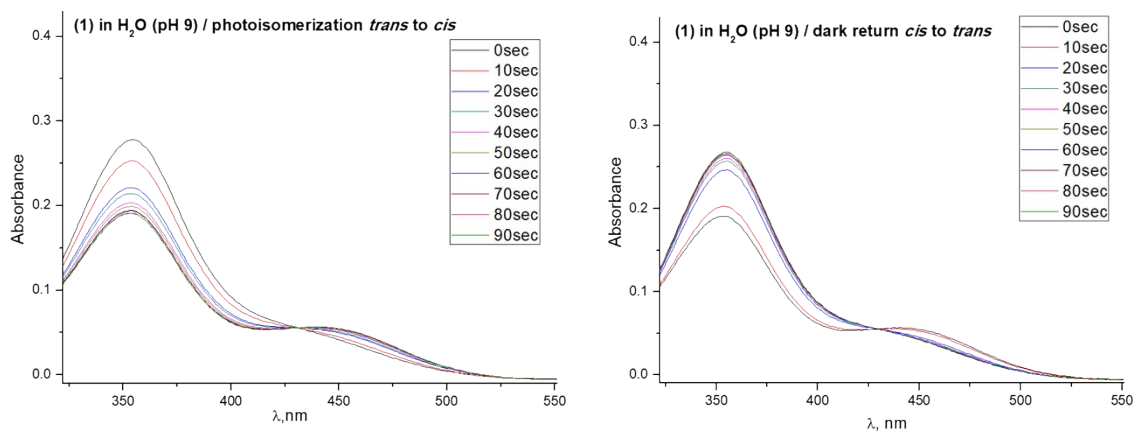 (1) in H₂O (pH 9) / photoisomerization trans to cis
0sec
10sec
20sec
30sec
40sec
50sec
60sec
70sec
80sec
90sec
0.4
0.3
0.2
0.1
0.0
Absorbance
350
400
450
500
550
λ,nm
(1) in H₂O (pH 9) / dark return cis to trans
0sec
10sec
20sec
30sec
40sec
50sec
60sec
70sec
80sec
90sec
0.4
0.3
0.2
0.1
0.0
Absorbance
350
400
450
500
550
λ, nm